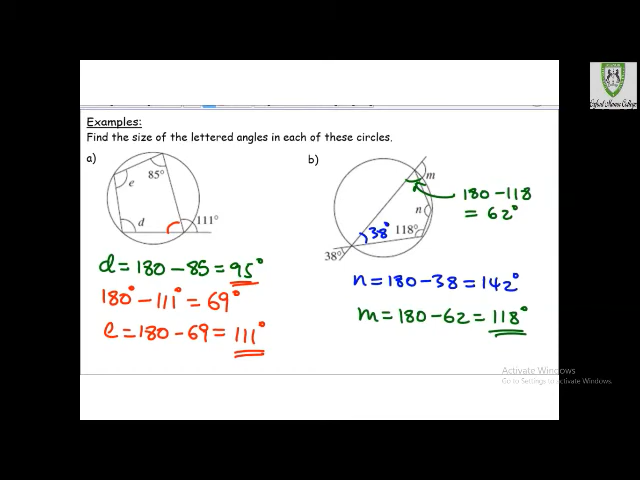 Examples:
Find the size of the lettered angles in each of these circles.
a)
85°
e
d
111°
d = 180 - 85 = 95°
180° - 111° = 69°
e = 180 - 69 = 111°
b)
m
180 - 118
= 62°
n
38°
118°
38°
n = 180 - 38 = 142°
m = 180 - 62 = 118°
Activate Windows
Go to Settings to activate Windows.